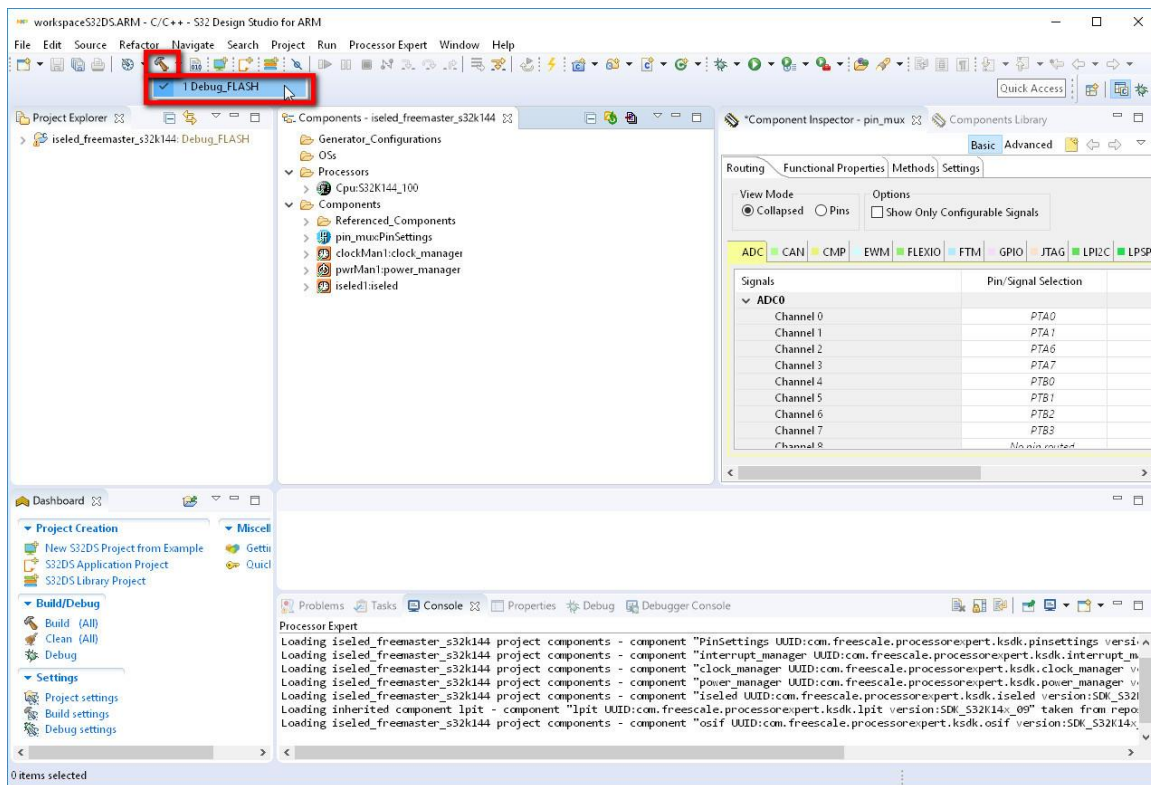 workspaceS32DS.ARM - C/C++ - S32 Design Studio for ARM
File Edit Source Refactor Navigate Search Project Run Processor Expert Window Help
1 Debug_FLASH
Quick Access
Project Explorer
iseled_freemaster_s32k144: Debug_FLASH
Components - iseled_freemaster_s32k144
Generator_Configurations
OSs
Processors
Cpu:S32K144_100
Components
Referenced_Components
pin_mux:PinSettings
clockMan1:clock_manager
pwrMan1:power_manager
iseled1:iseled
*Component Inspector - pin_mux Components Library
Basic Advanced
Routing Functional Properties Methods Settings
View Mode Options
Collapsed Pins Show Only Configurable Signals
ADC CAN CMP EWM FLEXIO FTM GPIO JTAG LPI2C LPSP
Signals Pin/Signal Selection
ADC0
Channel 0 PTA0
Channel 1 PTA1
Channel 2 PTA6
Channel 3 PTA7
Channel 4 PTB0
Channel 5 PTB1
Channel 6 PTB2
Channel 7 PTB3
Channel 8 No pin routed
Dashboard
Project Creation Miscell
New S32DS Project from Example Getti
S32DS Application Project Quicl
S32DS Library Project
Build/Debug
Build (All)
Clean (All)
Debug
Settings
Project settings
Build settings
Debug settings
Problems Tasks Console Properties Debug Debugger Console
Processor Expert
Loading iseled_freemaster_s32k144 project components - component "PinSettings UUID:com.freescale.processorexpert.ksdk.pinsettings versi
Loading iseled_freemaster_s32k144 project components - component "interrupt_manager UUID:com.freescale.processorexpert.ksdk.interrupt_m
Loading iseled_freemaster_s32k144 project components - component "clock_manager UUID:com.freescale.processorexpert.ksdk.clock_manager v
Loading iseled_freemaster_s32k144 project components - component "power_manager UUID:com.freescale.processorexpert.ksdk.power_manager v
Loading iseled_freemaster_s32k144 project components - component "iseled UUID:com.freescale.processorexpert.ksdk.iseled version:SDK_S32
Loading inherited component lpit - component "lpit UUID:com.freescale.processorexpert.ksdk.lpit version:SDK_S32K14x_09" taken from repo
Loading iseled_freemaster_s32k144 project components - component "osif UUID:com.freescale.processorexpert.ksdk.osif version:SDK_S32K14x
0 items selected